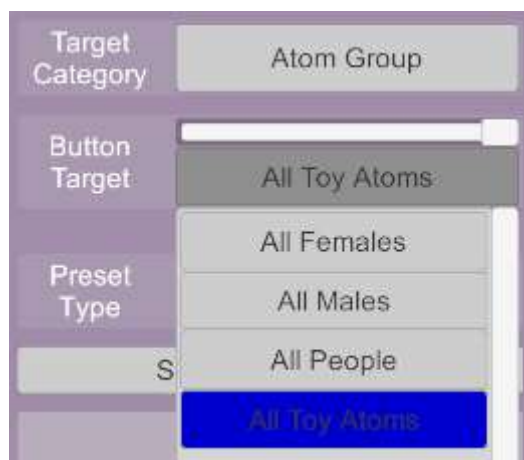 Target
Category
Atom Group
Button
Target
All Toy Atoms
All Females
Preset
Type
All Males
All People
S
All Toy Atoms